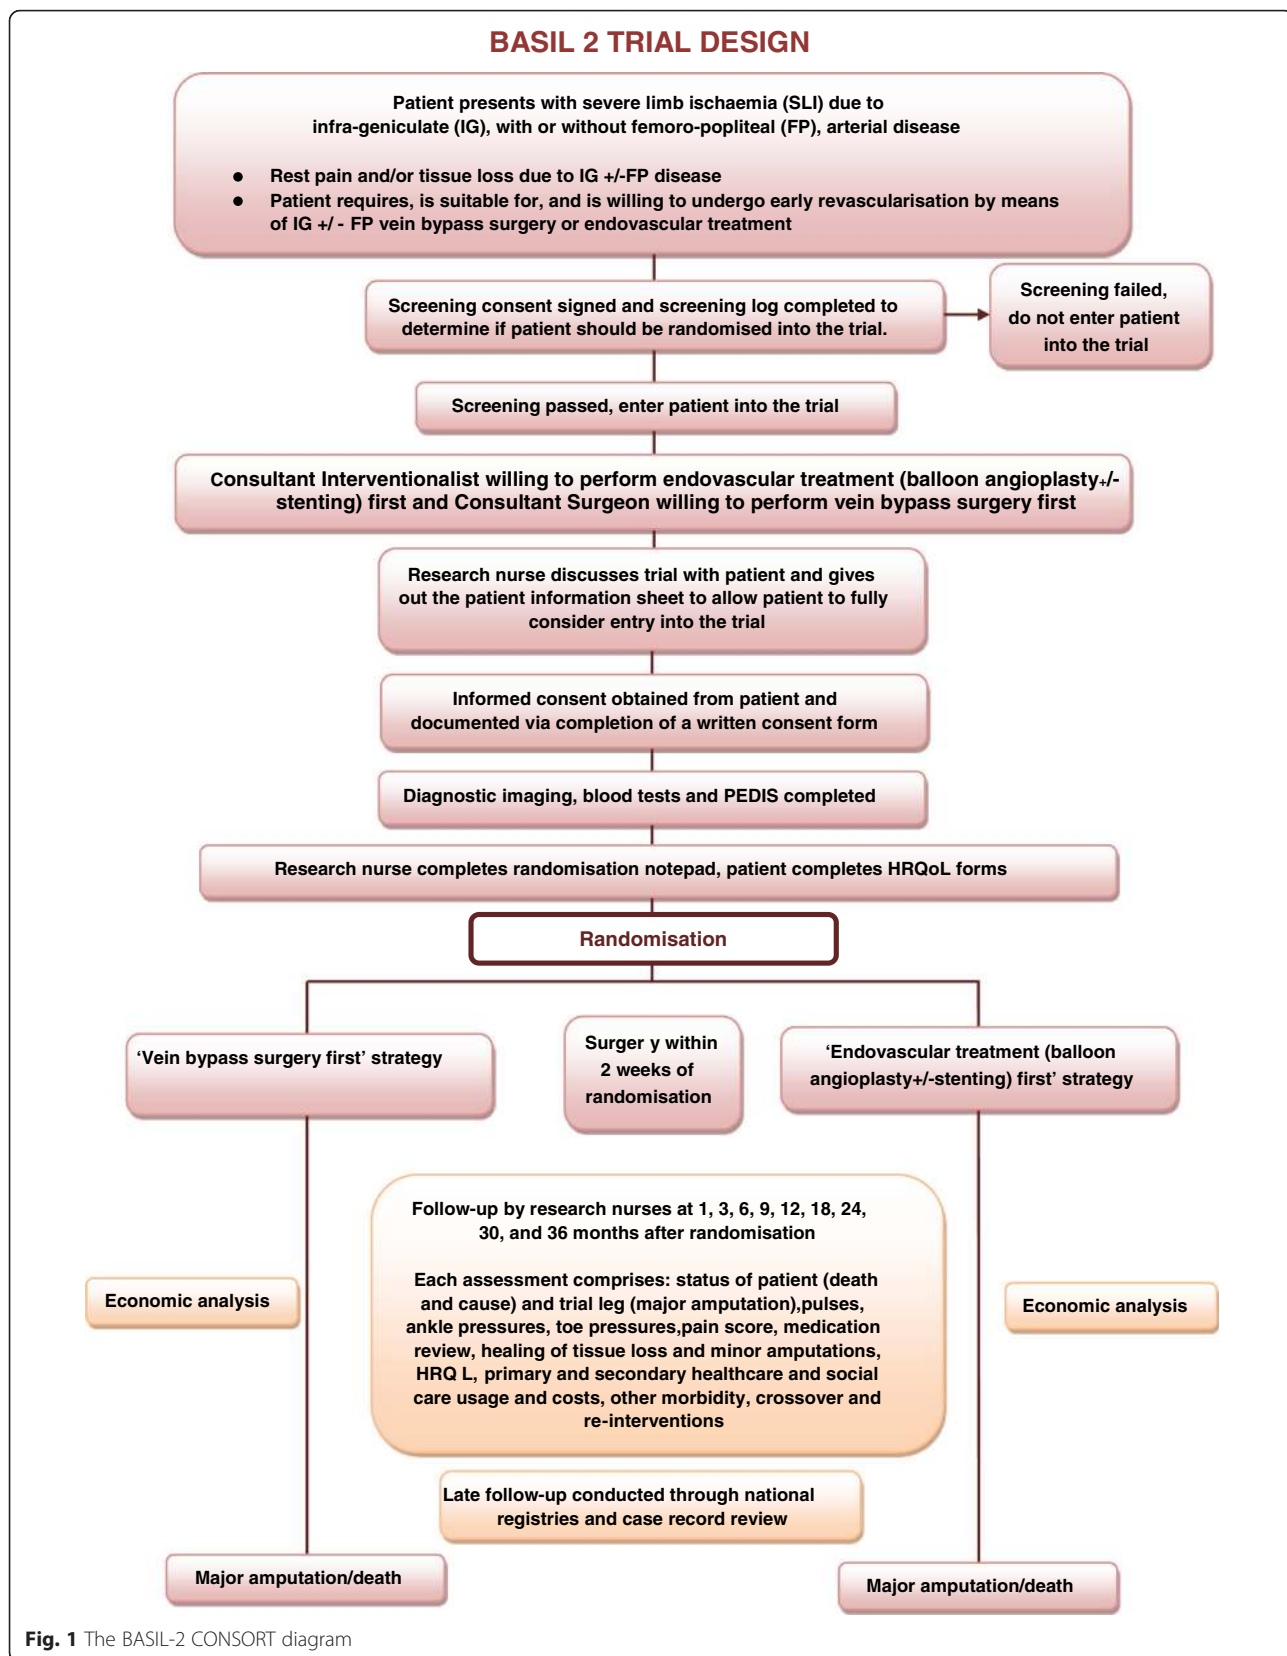 BASIL 2 TRIAL DESIGN
Patient presents with severe limb ischaemia (SLI) due to
infra-geniculate (IG), with or without femoro-popliteal (FP), arterial disease
● Rest pain and/or tissue loss due to IG +/-FP disease
● Patient requires, is suitable for, and is willing to undergo early revascularisation by means
of IG +/ - FP vein bypass surgery or endovascular treatment
Screening consent signed and screening log completed to
determine if patient should be randomised into the trial.
Screening failed,
do not enter patient
into the trial
Screening passed, enter patient into the trial
Consultant Interventionalist willing to perform endovascular treatment (balloon angioplasty+/-
stenting) first and Consultant Surgeon willing to perform vein bypass surgery first
Research nurse discusses trial with patient and gives
out the patient information sheet to allow patient to fully
consider entry into the trial
Informed consent obtained from patient and
documented via completion of a written consent form
Diagnostic imaging, blood tests and PEDIS completed
Research nurse completes randomisation notepad, patient completes HRQoL forms
Randomisation
‘Vein bypass surgery first’ strategy
Surger y within
2 weeks of
randomisation
‘Endovascular treatment (balloon
angioplasty+/-stenting) first’ strategy
Follow-up by research nurses at 1, 3, 6, 9, 12, 18, 24,
30, and 36 months after randomisation
Each assessment comprises: status of patient (death
and cause) and trial leg (major amputation),pulses,
ankle pressures, toe pressures,pain score, medication
review, healing of tissue loss and minor amputations,
HRQ L, primary and secondary healthcare and social
care usage and costs, other morbidity, crossover and
re-interventions
Economic analysis
Economic analysis
Late follow-up conducted through national
registries and case record review
Major amputation/death
Major amputation/death
Fig. 1 The BASIL-2 CONSORT diagram